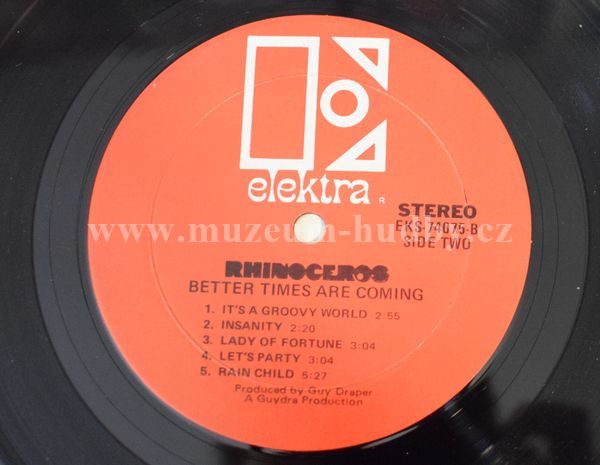 elektra ®
STEREO
EKS-74075-B
SIDE TWO
www.muzeum-hudby.cz
RHINOCEROS
BETTER TIMES ARE COMING
1. IT'S A GROOVY WORLD 2:55
2. INSANITY 2:20
3. LADY OF FORTUNE 3:04
4. LET'S PARTY 3:04
5. RAIN CHILD 5:27
Produced by Guy Draper
A Guydra Production